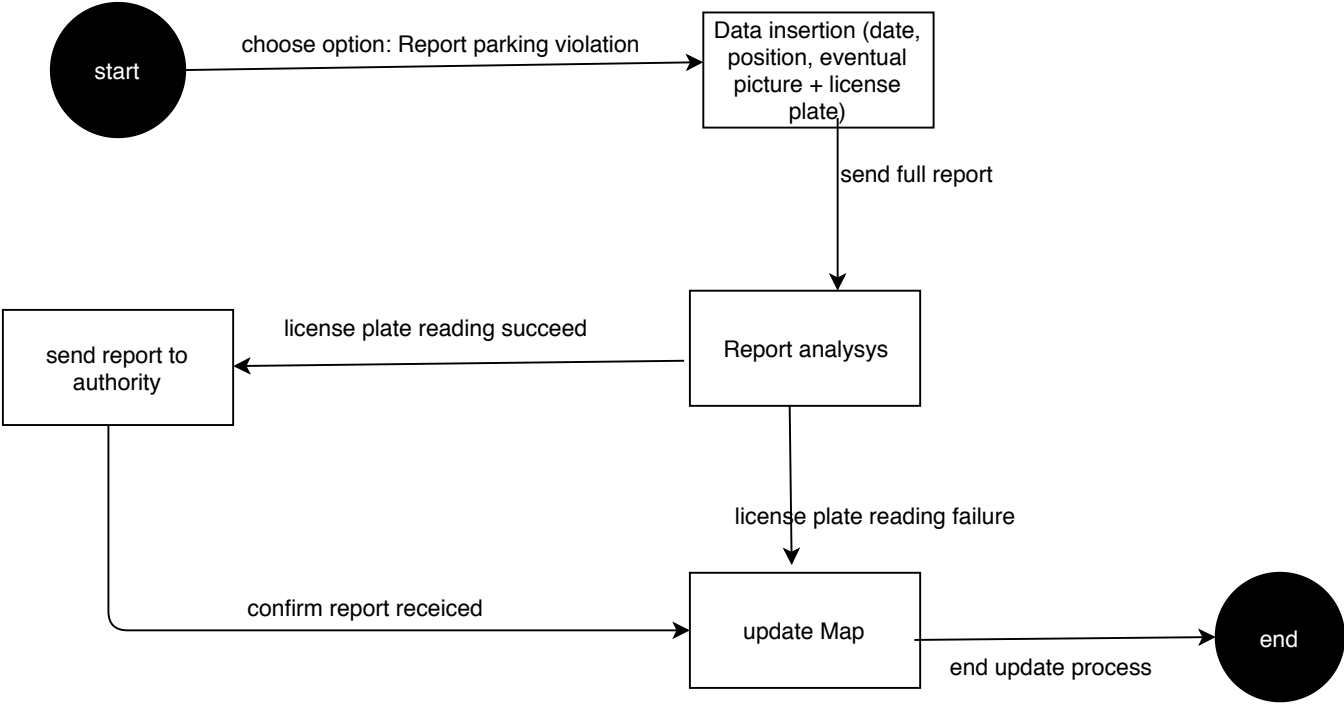 choose option: Report parking violation
start
Data insertion (date,
position, eventual
picture + license
plate)
send full report
license plate reading succeed
send report to
authority
Report analysys
license plate reading failure
confirm report receiced
update Map
end
end update process